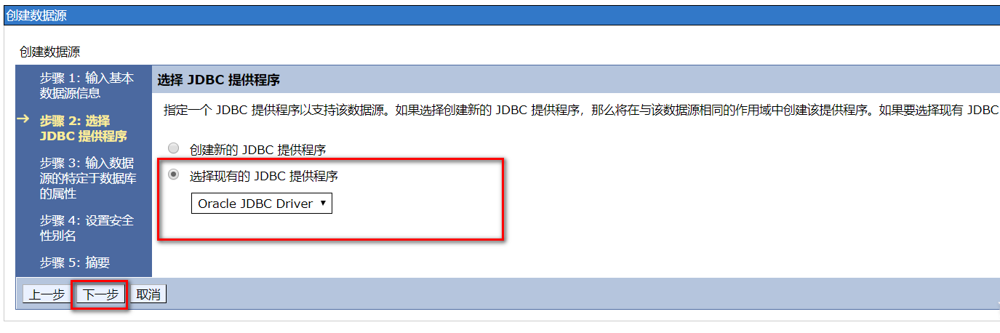 创建数据源
创建数据源
步骤 1: 输入基本
数据源信息
步骤 2: 选择
JDBC 提供程序
步骤 3: 输入数据
源的特定于数据库
的属性
步骤 4: 设置安全
性别名
步骤 5: 摘要
选择 JDBC 提供程序
指定一个 JDBC 提供程序以支持该数据源。如果选择创建新的 JDBC 提供程序，那么将在与该数据源相同的作用域中创建该提供程序。如果要选择现有 JDBC
创建新的 JDBC 提供程序
选择现有的 JDBC 提供程序
Oracle JDBC Driver
上一步 下一步 取消